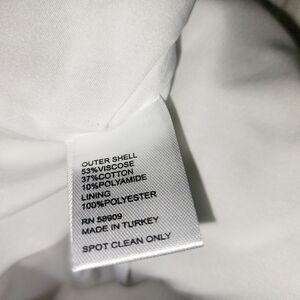 OUTER SHELL
53%VISCOSE
37%COTTON
10%POLYAMIDE
LINING
100%POLYESTER
RN 58909
MADE IN TURKEY
SPOT CLEAN ONLY